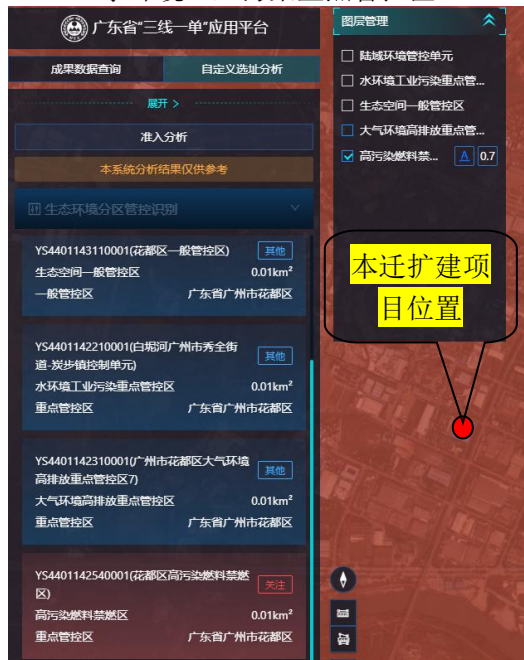 广东省“三线一单”应用平台
成果数据查询
自定义选址分析
展开 >
准入分析
本系统分析结果仅供参考
生态环境分区管控识别
YS4401143110001(花都区一般管控区)
其他
生态空间一般管控区
0.01km²
一般管控区
广东省广州市花都区
YS4401142210001(白坭河广州市秀全街
道-炭步镇控制单元)
其他
水环境工业污染重点管控区
0.01km²
重点管控区
广东省广州市花都区
YS4401142310001(广州市花都区大气环境
高排放重点管控区7)
其他
大气环境高排放重点管控区
0.01km²
重点管控区
广东省广州市花都区
YS4401142540001(花都区高污染燃料禁燃
区)
关注
高污染燃料禁燃区
0.01km²
重点管控区
广东省广州市花都区
图层管理
陆域环境管控单元
水环境工业污染重点管...
生态空间一般管控区
大气环境高排放重点管...
高污染燃料禁...
0.7
本迁扩建项
目位置